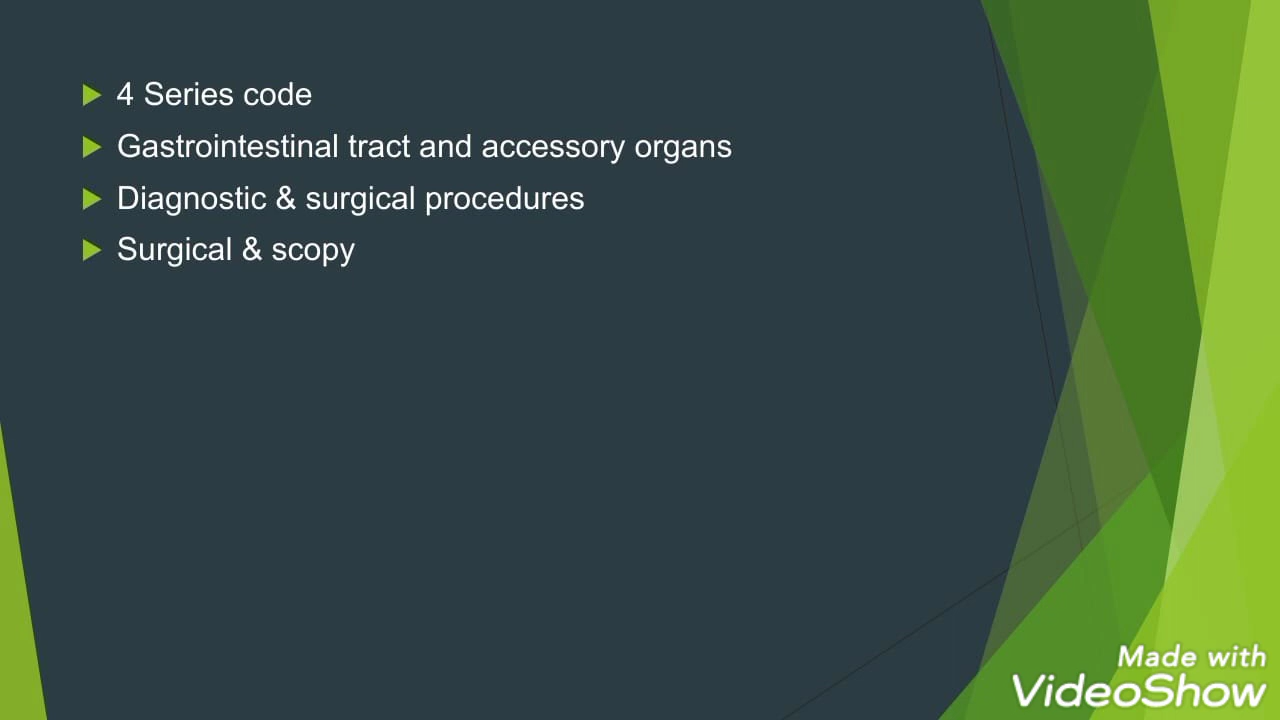 4 Series code
Gastrointestinal tract and accessory organs
Diagnostic & surgical procedures
Surgical & scopy
Made with
VideoShow